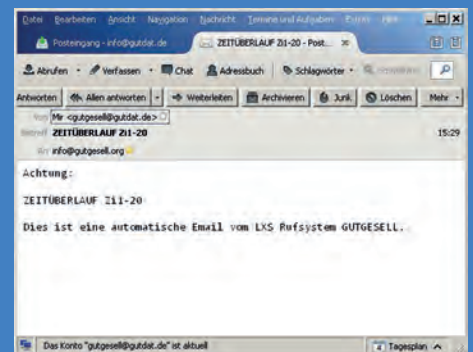 Datei Bearbeiten Ansicht Navigation Nachricht Termine und Aufgaben Extras Hilfe
Posteingang - info@gutdat.de ZEITÜBERLAUF Zi1-20 - Post...
Abrufen Verfassen Chat Adressbuch Schlagwörter
Antworten Allen antworten Weiterleiten Archivieren Junk Löschen Mehr
Von Mir <gutgesell@gutdat.de>
Betreff ZEITÜBERLAUF Zi1-20 15:29
An info@gutgesell.org
Achtung:
ZEITÜBERLAUF Zi1-20
Dies ist eine automatische Email vom LXS Rufsystem GUTGESELL.
Das Konto "gutgesell@gutdat.de" ist aktuell Tagesplan